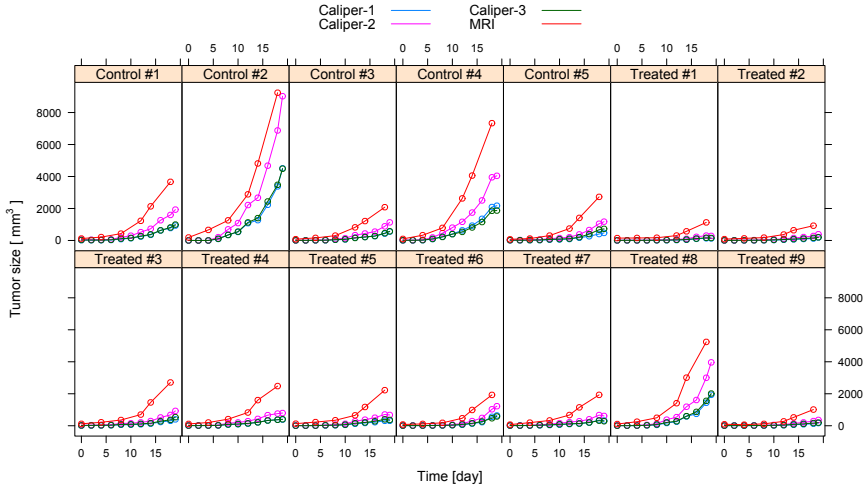 Caliper-1 Caliper-3
Caliper-2 MRI
0 5 10 15 0 5 10 15 0 5 10 15
Control #1 Control #2 Control #3 Control #4 Control #5 Treated #1 Treated #2
8000
6000
4000
2000
0
Treated #3 Treated #4 Treated #5 Treated #6 Treated #7 Treated #8 Treated #9
8000
6000
4000
2000
0
0 5 10 15 0 5 10 15 0 5 10 15 0 5 10 15
Tumor size [ mm³ ]
Time [day]